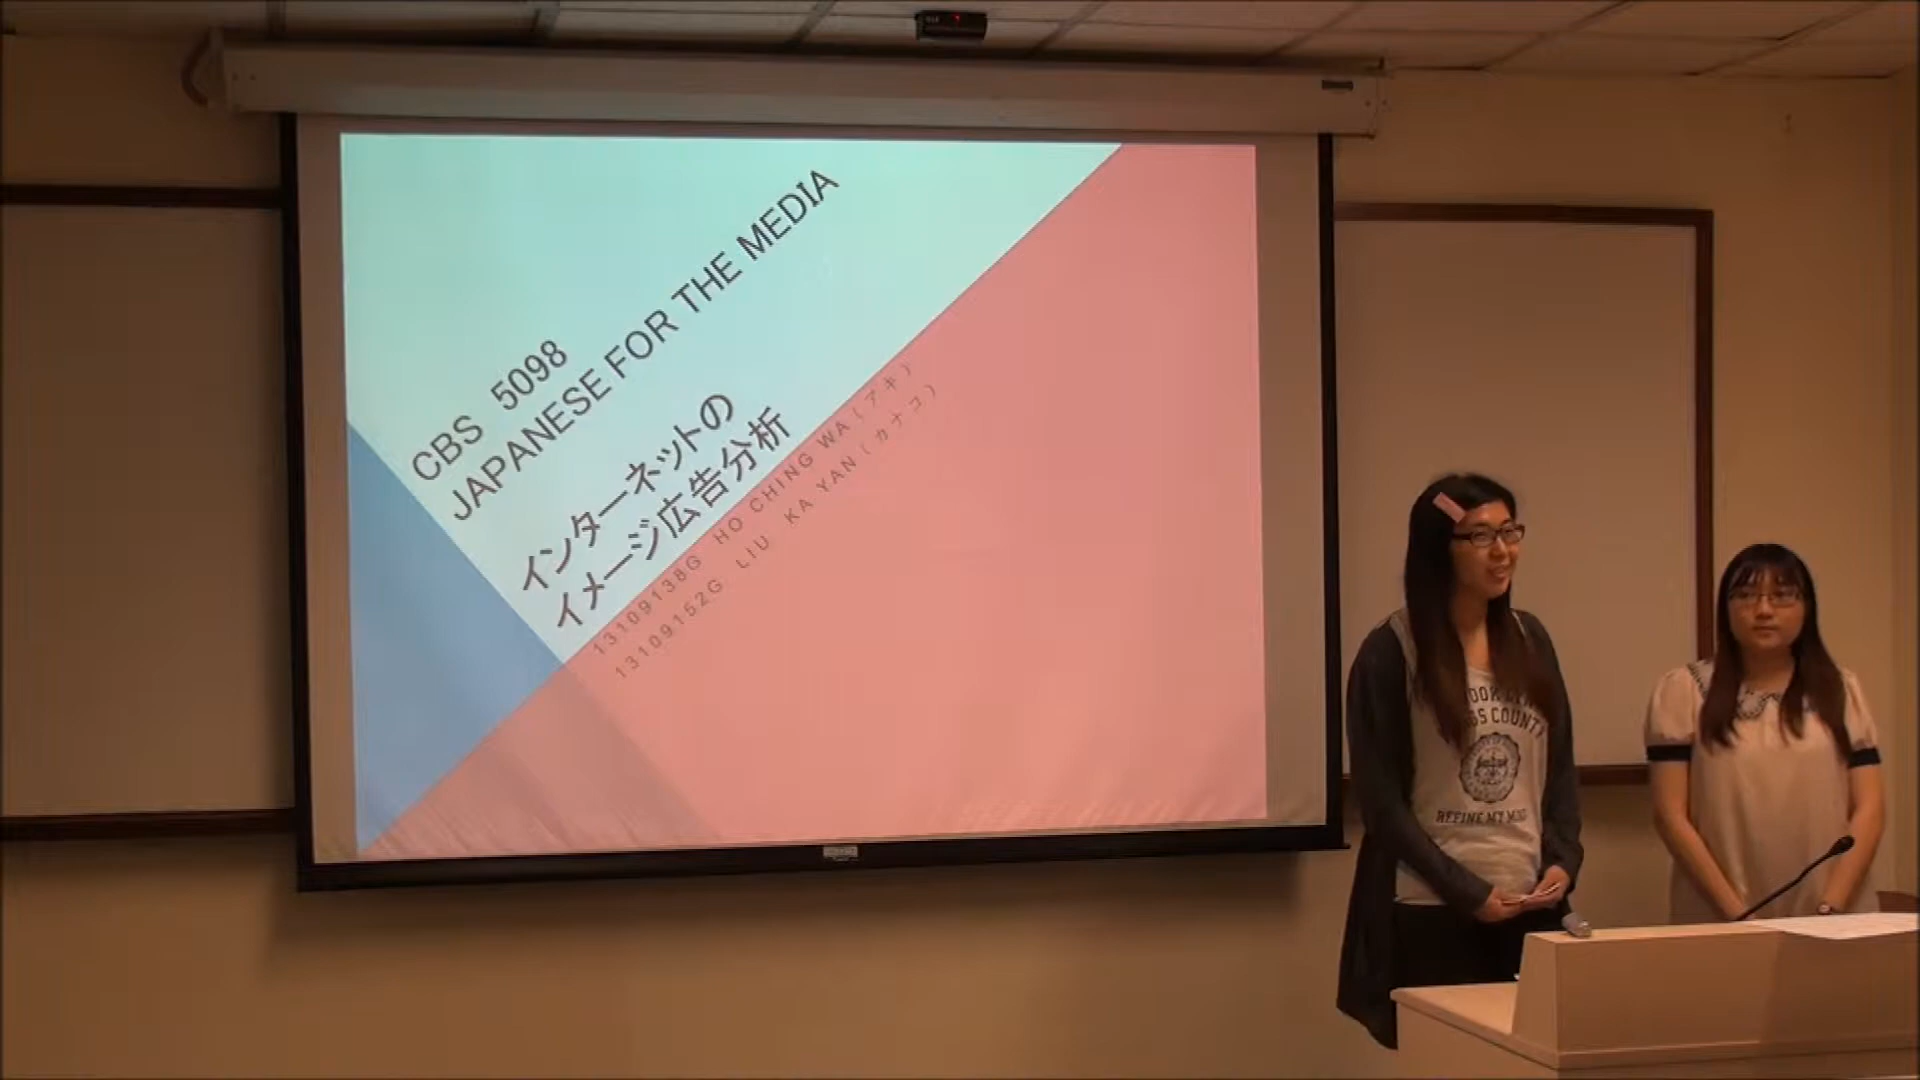 CBS 5098
JAPANESE FOR THE MEDIA
インターネットの
イメージ広告分析
13109138G HO CHING WA (アキ)
13109152G LIU KA YAN (カナコ)
COUNTY
REFINE MY